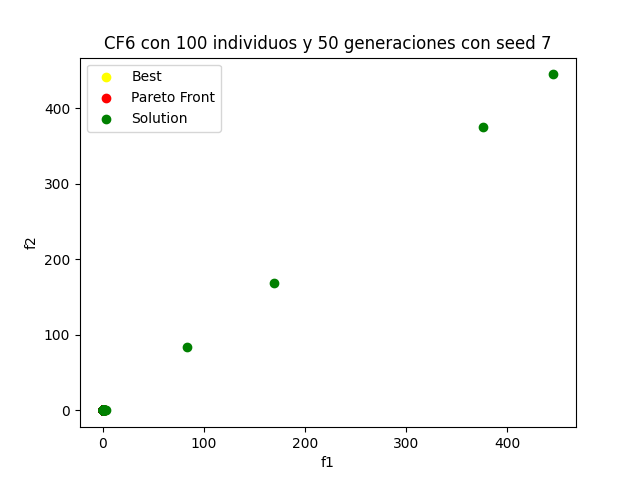 CF6 con 100 individuos y 50 generaciones con seed 7
Best
Pareto Front
Solution
400
300
200
100
0
f2
0 100 200 300 400
f1